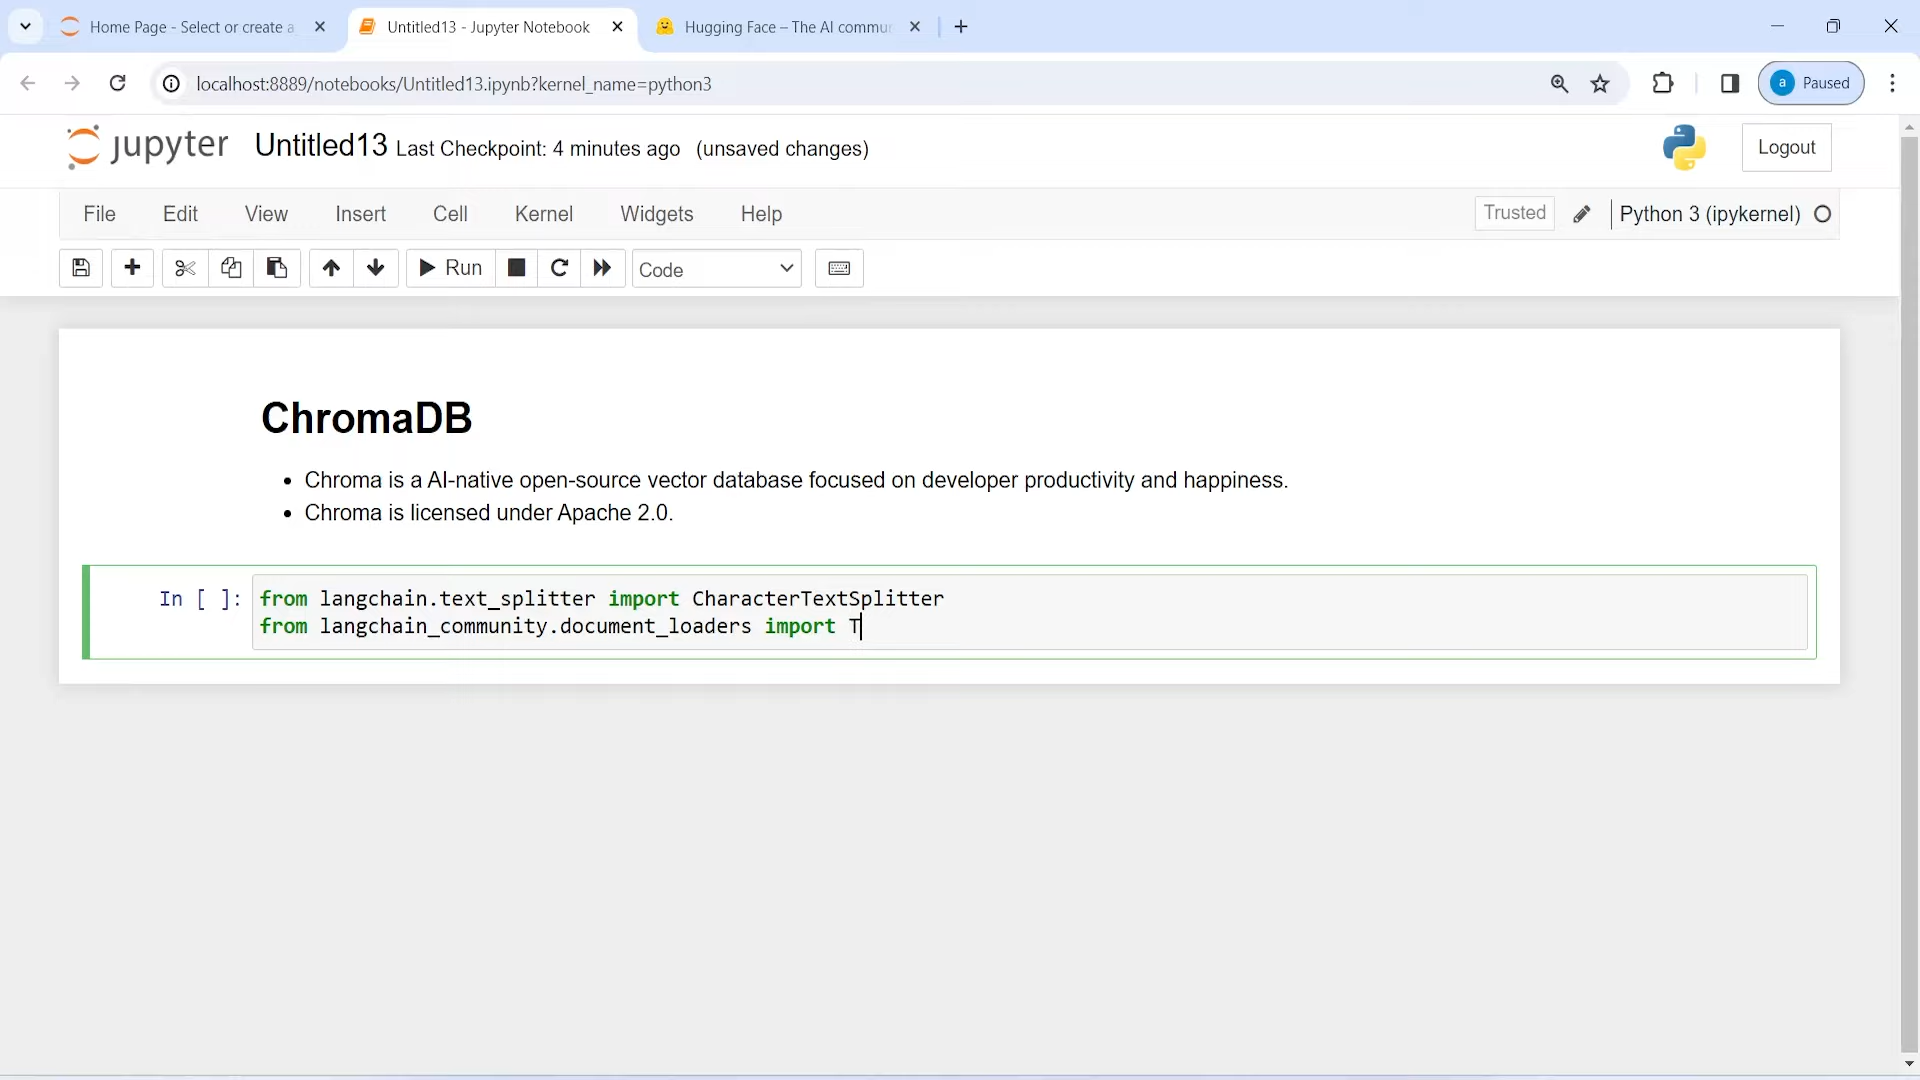 Home Page - Select or create a
Untitled13 - Jupyter Notebook
Hugging Face – The AI commu
localhost:8889/notebooks/Untitled13.ipynb?kernel_name=python3
a Paused
jupyter Untitled13 Last Checkpoint: 4 minutes ago (unsaved changes)
Logout
File Edit View Insert Cell Kernel Widgets Help
Trusted Python 3 (ipykernel)
Run Code
ChromaDB
• Chroma is a AI-native open-source vector database focused on developer productivity and happiness.
• Chroma is licensed under Apache 2.0.
In [ ]: from langchain.text_splitter import CharacterTextSplitter
from langchain_community.document_loaders import T